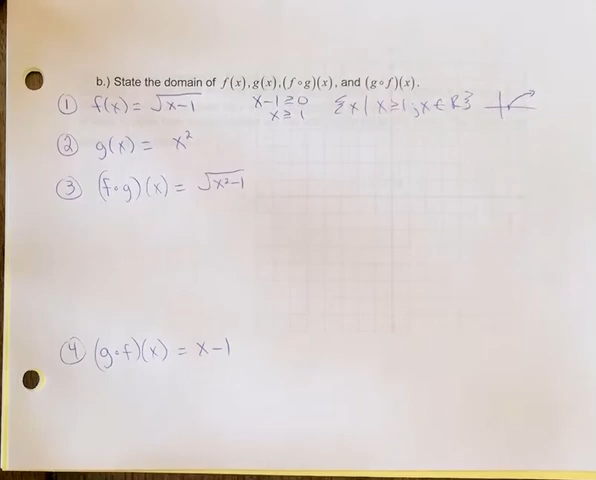 b.) State the domain of f(x), g(x), (f∘g)(x), and (g∘f)(x).
① f(x) = √(x-1) x-1≥0 {x | x≥1, x∈R}
x≥1
② g(x) = x²
③ (f∘g)(x) = √(x²-1)
④ (g∘f)(x) = x-1